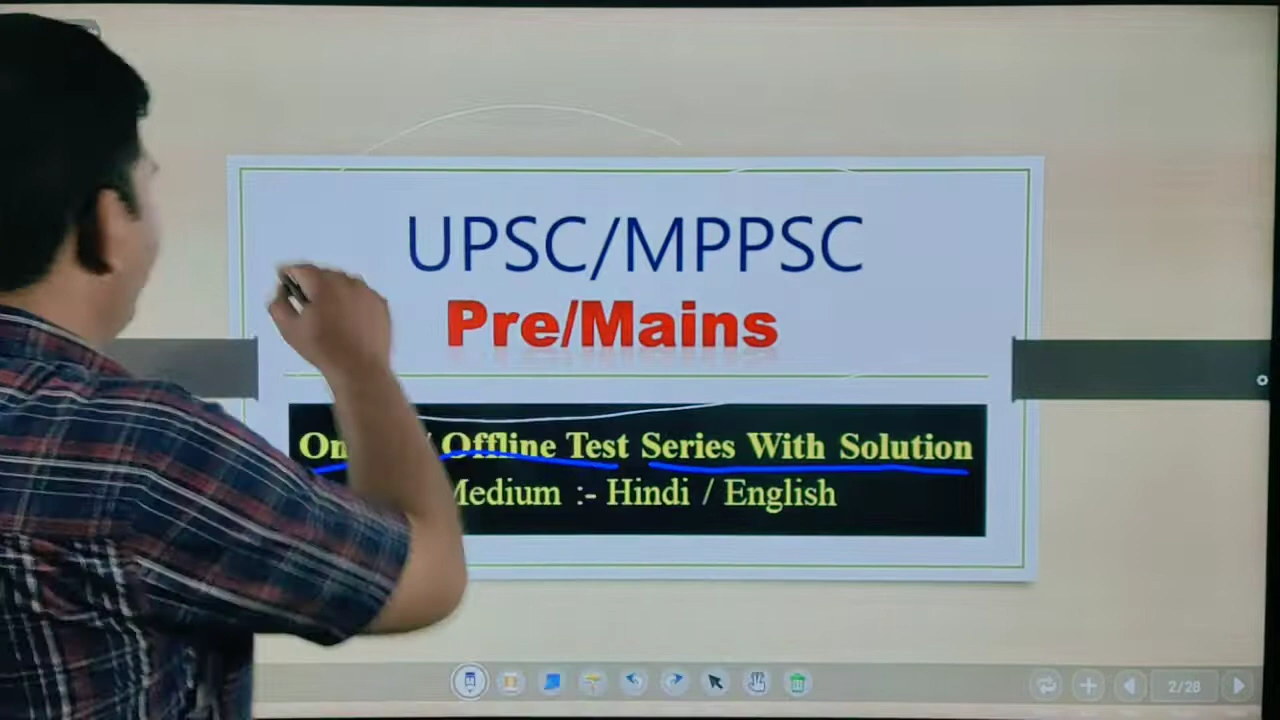 UPSC/MPPSC
Pre/Mains
Offline Test Series With Solution
Medium :- Hindi / English
2/28